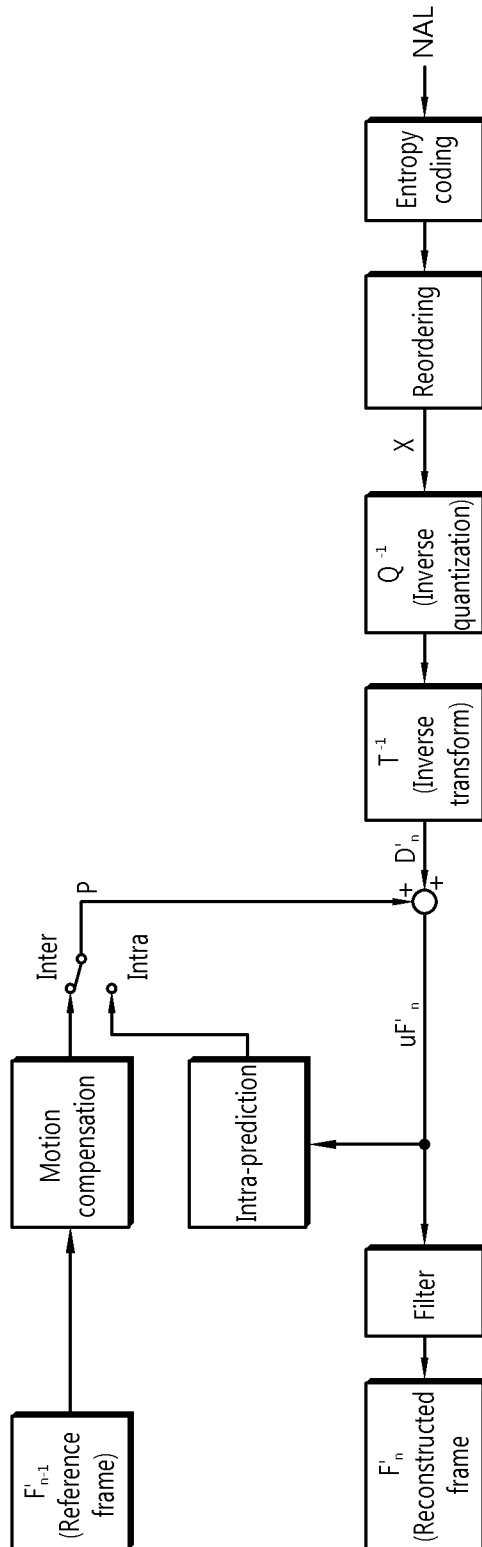 F'n-1
(Reference
frame)
Motion
compensation
Inter
P
Intra
Intra-prediction
F'n
(Reconstructed
frame
Filter
uF'n
+
+
D'n
T-1
(Inverse
transform)
Q-1
(Inverse
quantization)
X
Reordering
Entropy
coding
NAL